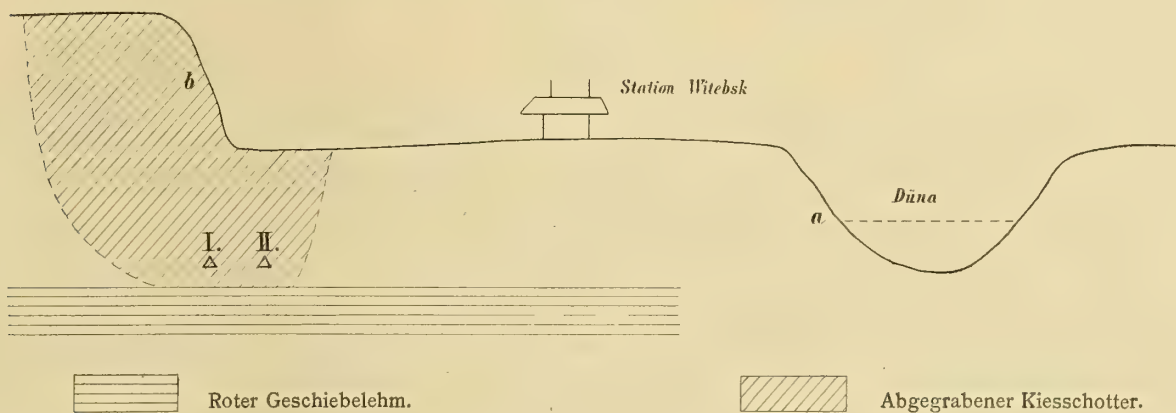 b
Station Witebsk
a
Düna
I. II.
Roter Geschiebelehm.
Abgegrabener Kiesschotter.